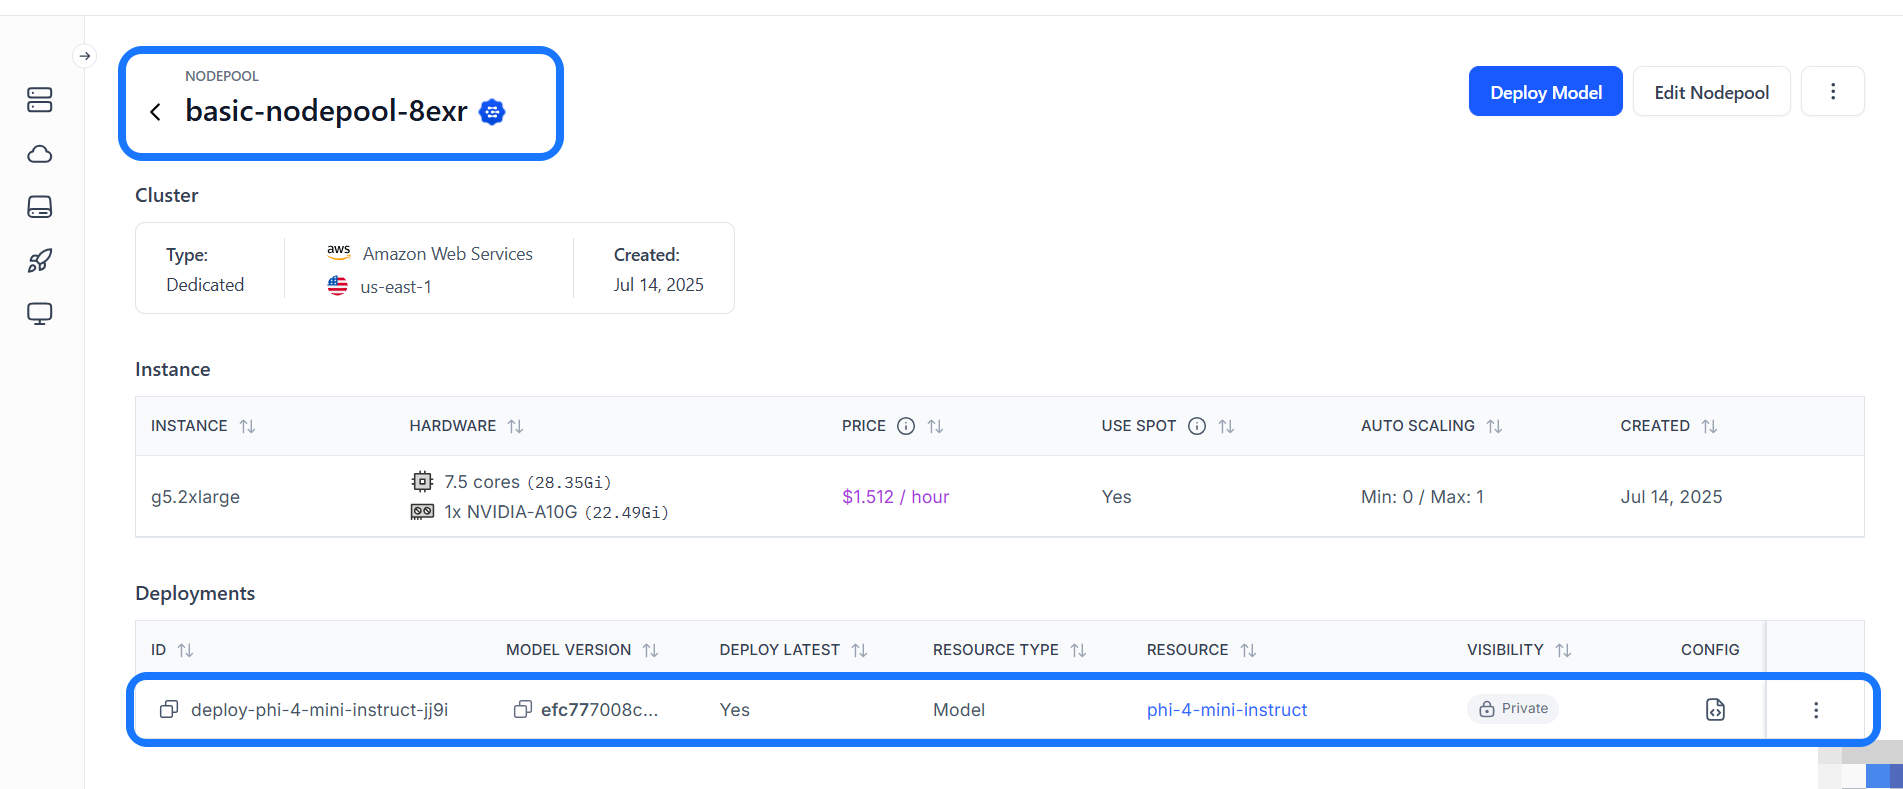 NODEPOOL
basic-nodepool-8exr
Deploy Model
Edit Nodepool
Cluster
Type:
Dedicated
aws Amazon Web Services
us-east-1
Created:
Jul 14, 2025
Instance
INSTANCE HARDWARE PRICE USE SPOT AUTO SCALING CREATED
g5.2xlarge
7.5 cores (28.35Gi)
1x NVIDIA-A10G (22.49Gi)
$1.512 / hour
Yes
Min: 0 / Max: 1
Jul 14, 2025
Deployments
ID MODEL VERSION DEPLOY LATEST RESOURCE TYPE RESOURCE VISIBILITY CONFIG
deploy-phi-4-mini-instruct-jj9i efc777008c... Yes Model phi-4-mini-instruct Private